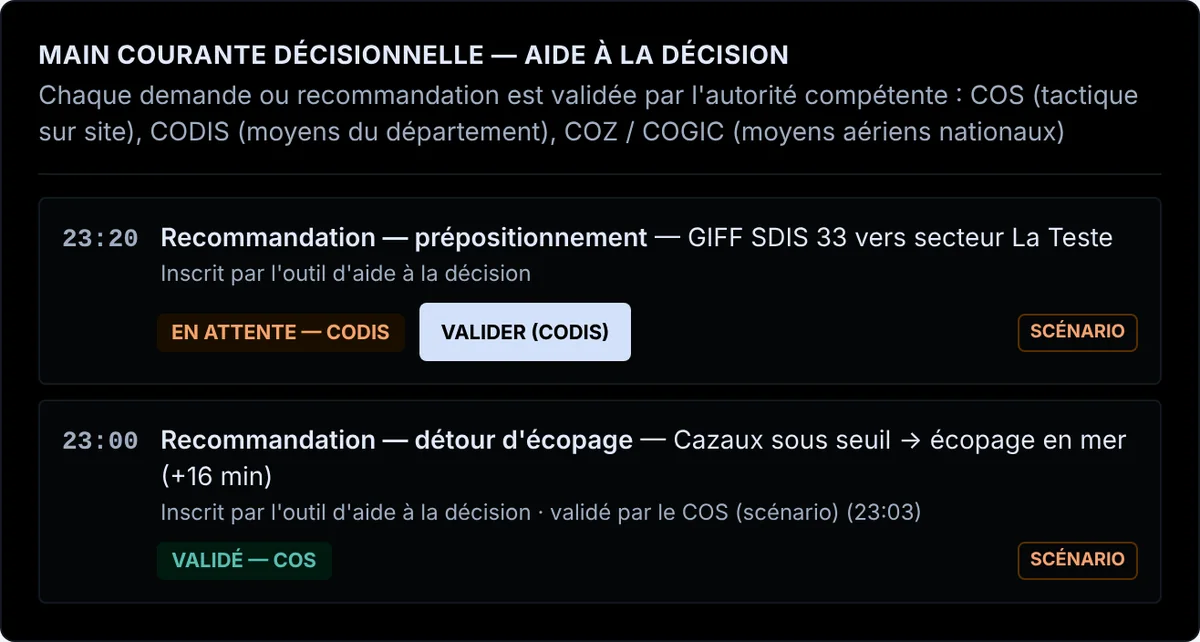 MAIN COURANTE DÉCISIONNELLE — AIDE À LA DÉCISION
Chaque demande ou recommandation est validée par l'autorité compétente : COS (tactique
sur site), CODIS (moyens du département), COZ / COGIC (moyens aériens nationaux)
23:20 Recommandation — prépositionnement — GIFF SDIS 33 vers secteur La Teste
Inscrit par l'outil d'aide à la décision
EN ATTENTE — CODIS VALIDER (CODIS) SCÉNARIO
23:00 Recommandation — détour d'écopage — Cazaux sous seuil → écopage en mer
(+16 min)
Inscrit par l'outil d'aide à la décision · validé par le COS (scénario) (23:03)
VALIDÉ — COS SCÉNARIO